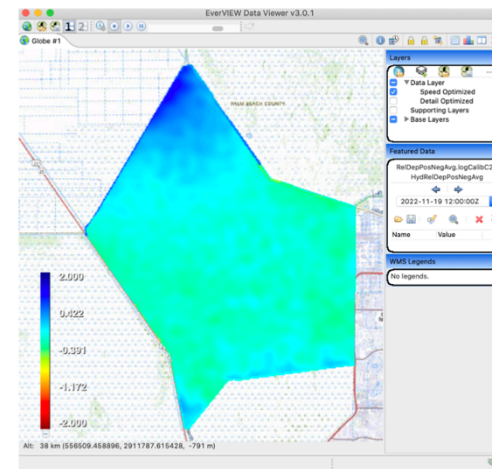 EverVIEW Data Viewer v3.0.1
1 2
Globe #1
PALM BEACH COUNTY
2.000
0.422
-0.391
-1.172
-2.000
Alt: 38 km (556509.458896, 2911787.615428, -791 m)
Layers
Data Layer
Speed Optimized
Detail Optimized
Supporting Layers
Base Layers
Featured Data
RelDepPosNegAvg.logCalibC2
HydRelDepPosNegAvg
2022-11-19 12:00:00Z
Name Value
WMS Legends
No legends.